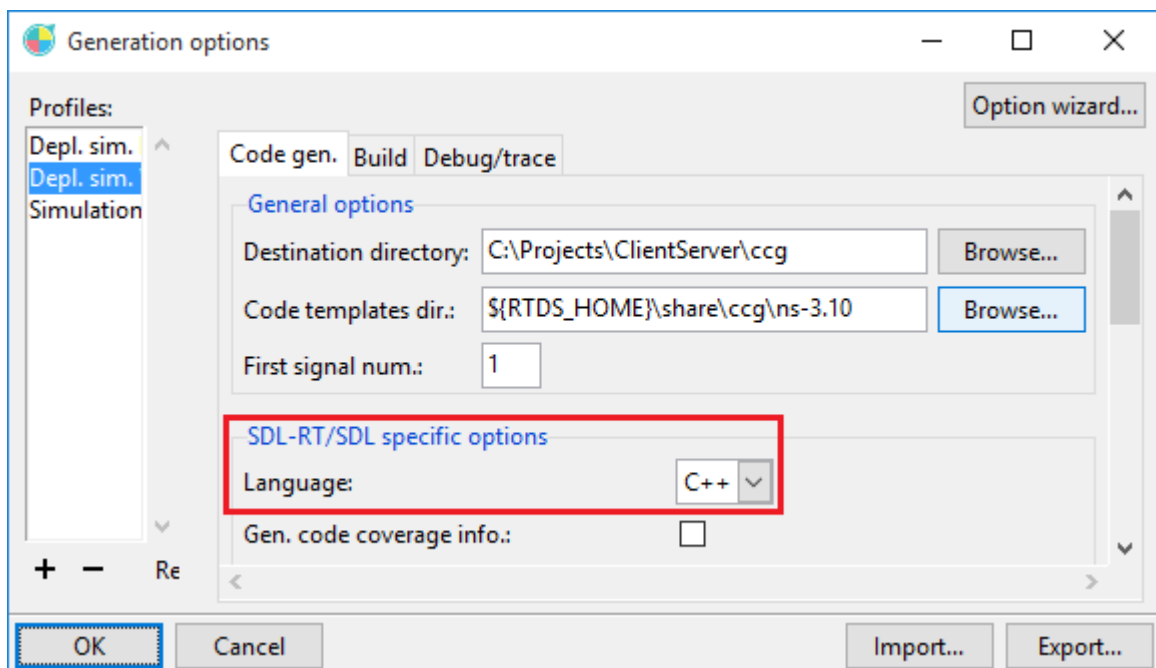 Generation options
Profiles:
Option wizard...
Depl. sim.
Depl. sim.
Simulation
Code gen. Build Debug/trace
General options
Destination directory: C:\Projects\ClientServer\ccg Browse...
Code templates dir.: ${RTDS_HOME}\share\ccg\ns-3.10 Browse...
First signal num.: 1
SDL-RT/SDL specific options
Language: C++
Gen. code coverage info.:
+ − Re
OK Cancel Import... Export...